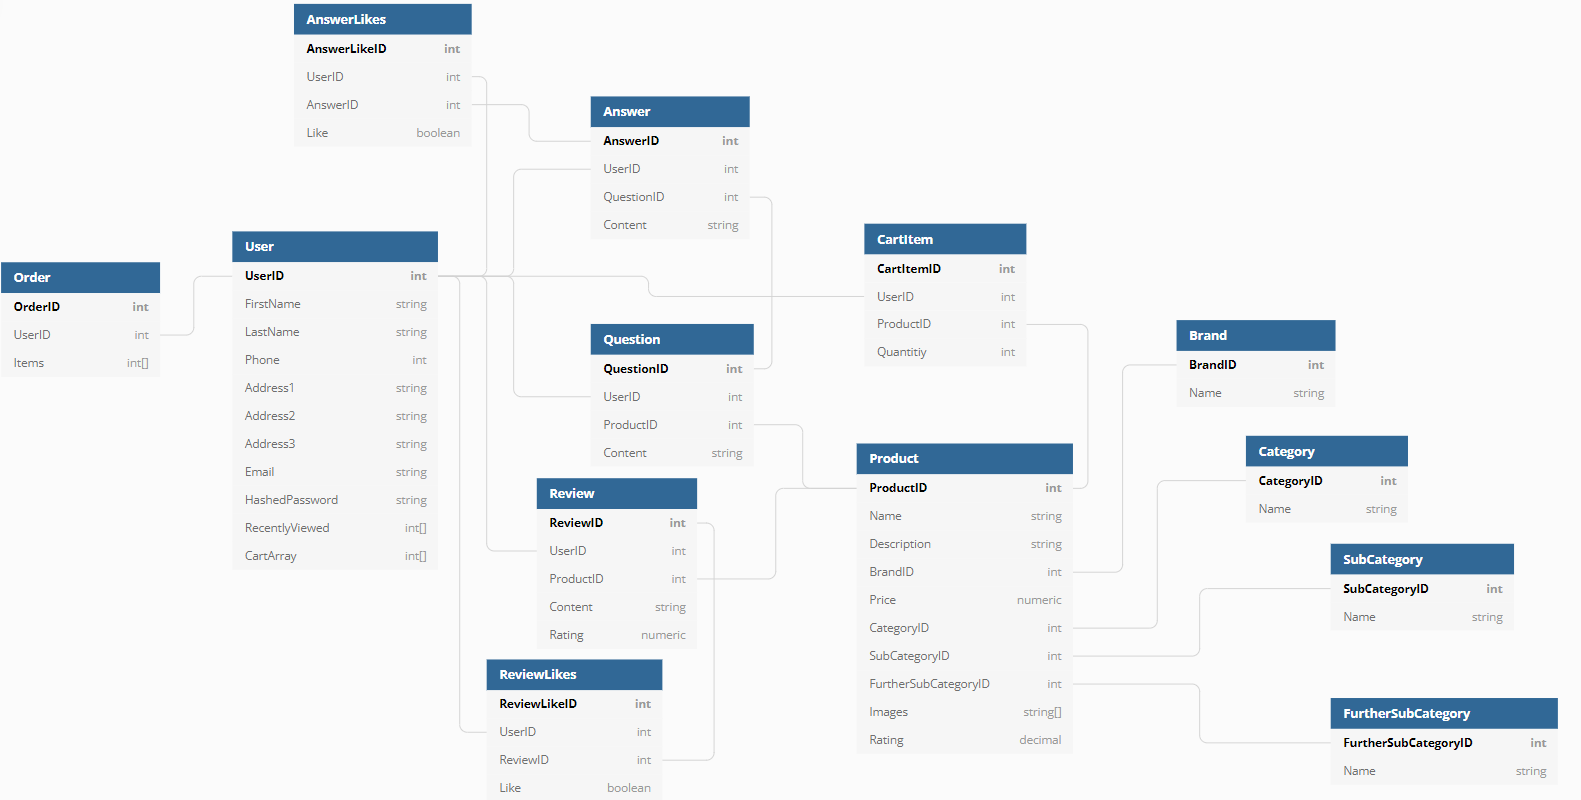 AnswerLikes
AnswerLikeID int
UserID int
AnswerID int
Like boolean
Answer
AnswerID int
UserID int
QuestionID int
Content string
User
UserID int
FirstName string
LastName string
Phone int
Address1 string
Address2 string
Address3 string
Email string
HashedPassword string
RecentlyViewed int[]
CartArray int[]
Order
OrderID int
UserID int
Items int[]
CartItem
CartItemID int
UserID int
ProductID int
Quantitiy int
Question
QuestionID int
UserID int
ProductID int
Content string
Brand
BrandID int
Name string
Product
ProductID int
Name string
Description string
BrandID int
Price numeric
CategoryID int
SubCategoryID int
FurtherSubCategoryID int
Images string[]
Rating decimal
Category
CategoryID int
Name string
Review
ReviewID int
UserID int
ProductID int
Content string
Rating numeric
SubCategory
SubCategoryID int
Name string
ReviewLikes
ReviewLikeID int
UserID int
ReviewID int
Like boolean
FurtherSubCategory
FurtherSubCategoryID int
Name string